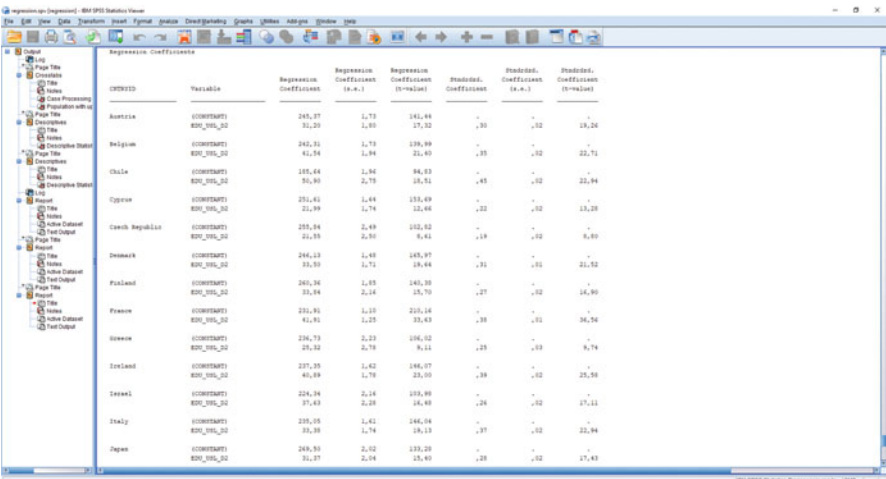 regression.spv [regression] - IBM SPSS Statistics Viewer
File Edit View Data Transform Insert Format Analyze Direct Marketing Graphs Utilities Add-ons Window Help
Output
Log
Page Title
Crosstabs
Title
Notes
Case Processing
Population with up
Page Title
Descriptives
Title
Notes
Descriptive Statist
Page Title
Descriptives
Title
Notes
Descriptive Statist
Log
Report
Title
Notes
Active Dataset
Text Output
Page Title
Report
Title
Notes
Active Dataset
Text Output
Page Title
Report
Title
Notes
Active Dataset
Text Output
Regression Coefficients
Regression Regression Stndrdzd. Stndrdzd.
Regression Coefficient Coefficient Stndrdzd. Coefficient Coefficient
CNTRYID Variable Coefficient (s.e.) (t-value) Coefficient (s.e.) (t-value)
Austria (CONSTANT) 245,37 1,73 141,44 . . .
EDU_USL_D2 31,20 1,80 17,32 ,30 ,02 19,26
Belgium (CONSTANT) 242,31 1,73 139,99 . . .
EDU_USL_D2 41,54 1,94 21,40 ,35 ,02 22,71
Chile (CONSTANT) 185,64 1,96 94,53 . . .
EDU_USL_D2 50,90 2,75 18,51 ,45 ,02 22,94
Cyprus (CONSTANT) 251,61 1,64 153,69 . . .
EDU_USL_D2 21,99 1,74 12,66 ,22 ,02 13,28
Czech Republic (CONSTANT) 255,54 2,49 102,52 . . .
EDU_USL_D2 21,55 2,50 8,61 ,19 ,02 8,80
Denmark (CONSTANT) 246,13 1,48 165,97 . . .
EDU_USL_D2 33,50 1,71 19,64 ,31 ,01 21,52
Finland (CONSTANT) 260,36 1,85 140,38 . . .
EDU_USL_D2 33,84 2,16 15,70 ,27 ,02 16,90
France (CONSTANT) 231,91 1,10 210,16 . . .
EDU_USL_D2 41,91 1,25 33,63 ,38 ,01 36,56
Greece (CONSTANT) 236,73 2,23 106,02 . . .
EDU_USL_D2 25,32 2,78 9,11 ,25 ,03 9,74
Ireland (CONSTANT) 237,35 1,62 146,07 . . .
EDU_USL_D2 40,89 1,78 23,00 ,39 ,02 25,58
Israel (CONSTANT) 224,34 2,16 103,98 . . .
EDU_USL_D2 37,63 2,28 16,48 ,26 ,02 17,11
Italy (CONSTANT) 235,05 1,61 146,04 . . .
EDU_USL_D2 33,38 1,74 19,13 ,37 ,02 22,94
Japan (CONSTANT) 269,50 2,02 133,28 . . .
EDU_USL_D2 31,37 2,04 15,40 ,28 ,02 17,43